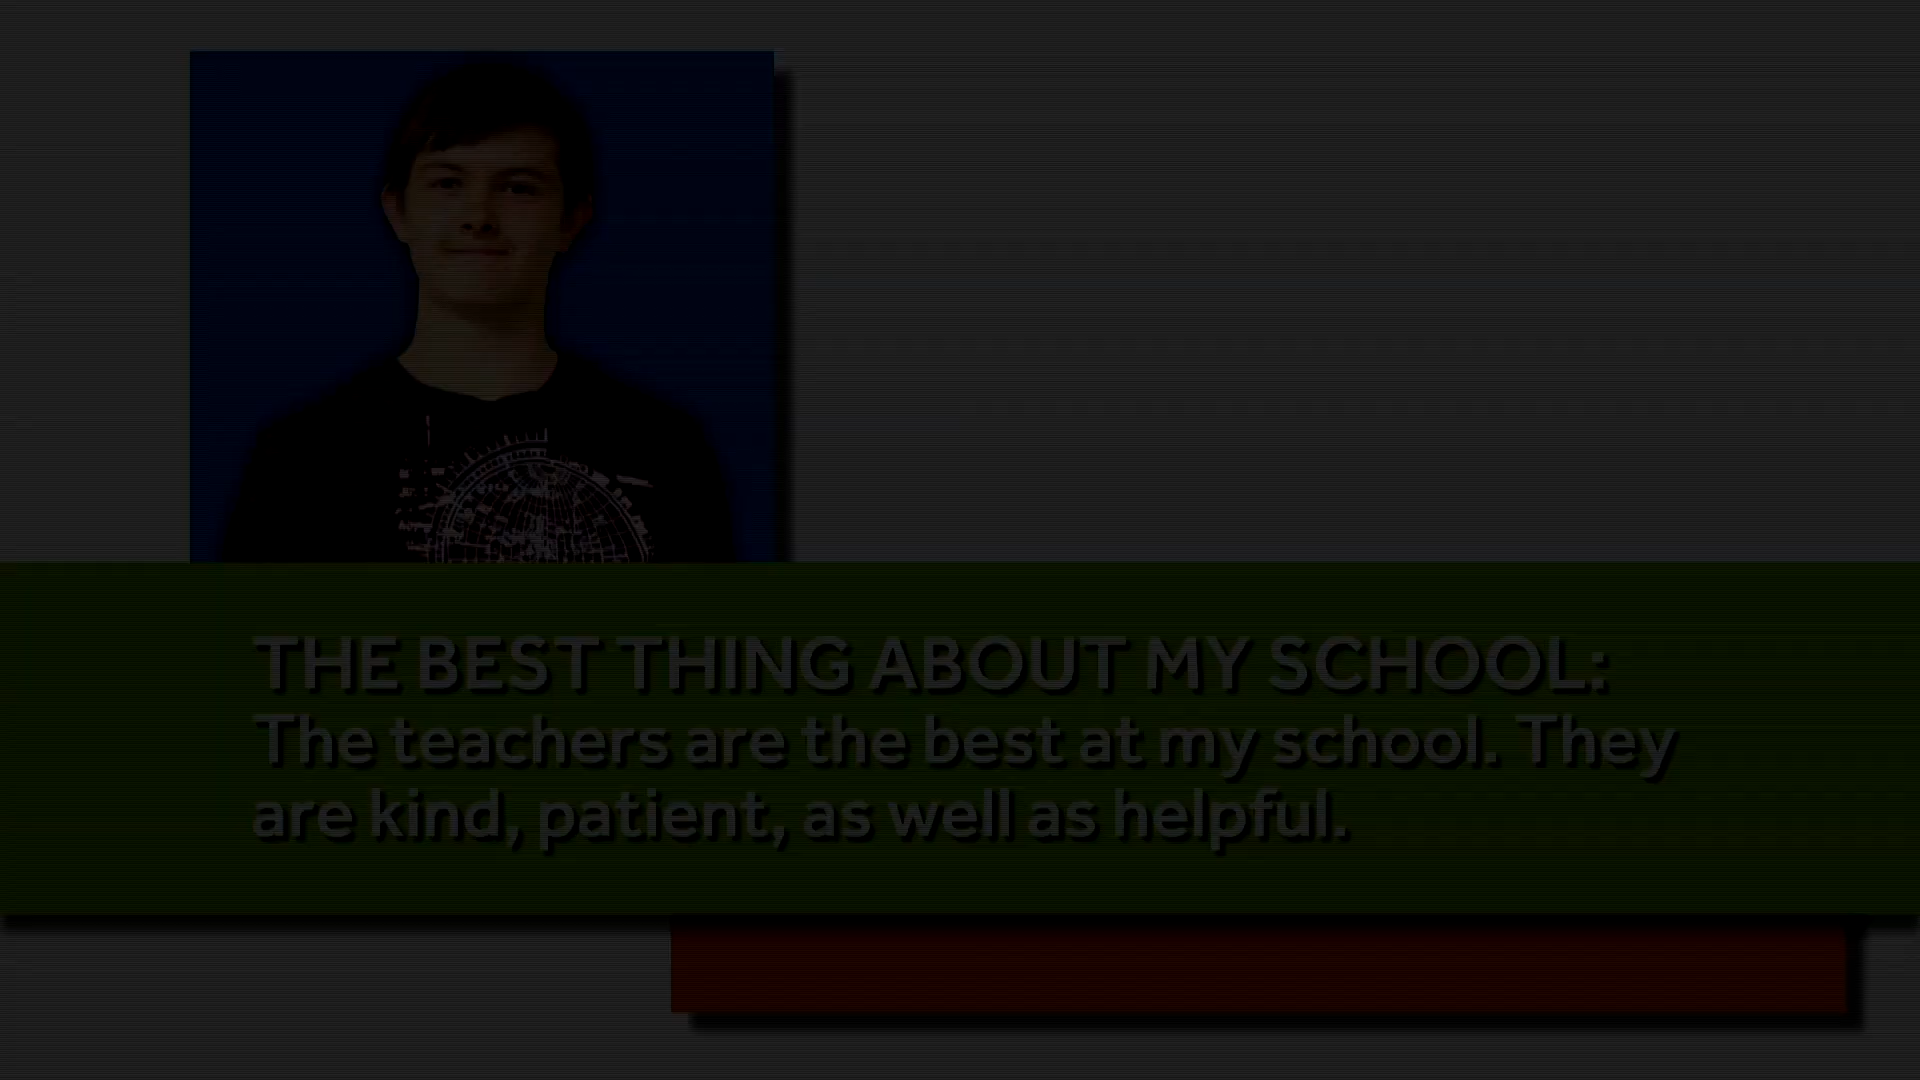 THE BEST THING ABOUT MY SCHOOL:
The teachers are the best at my school. They
are kind, patient, as well as helpful.